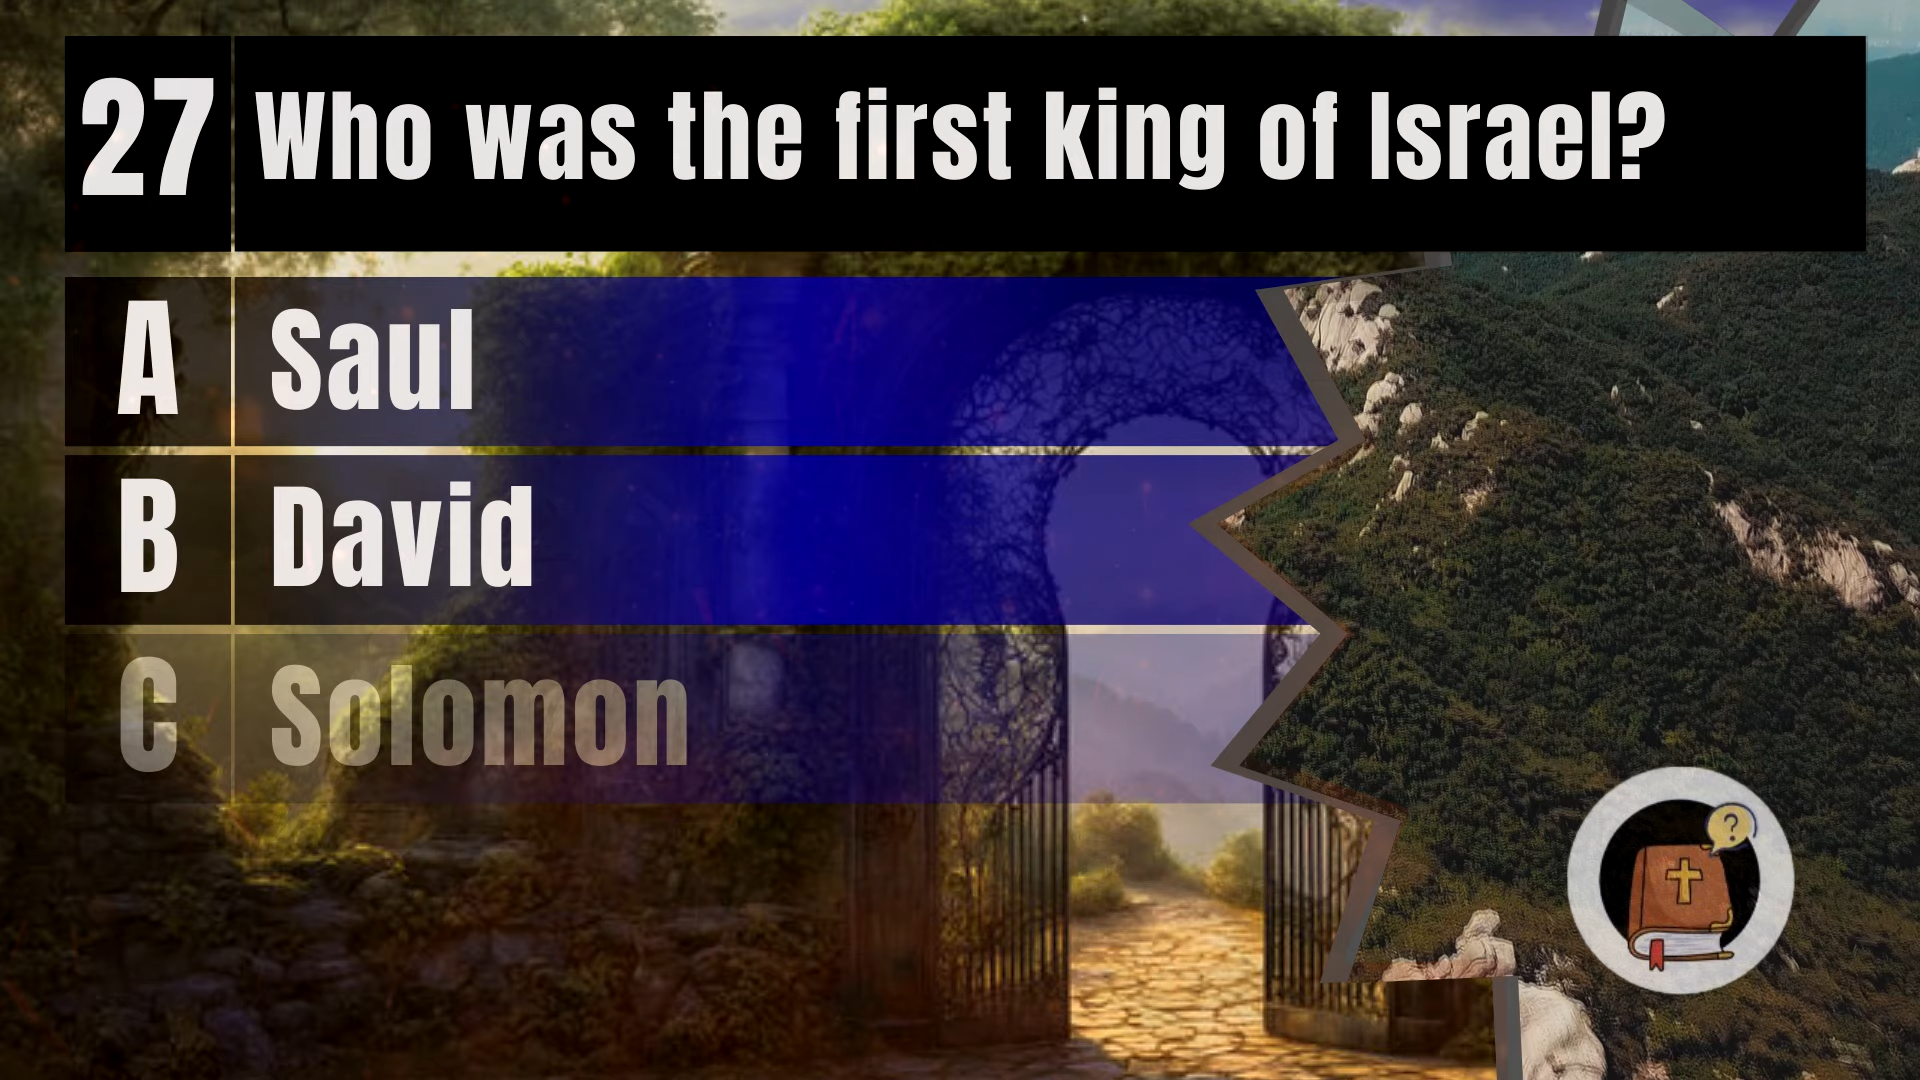 27 Who was the first king of Israel?
A Saul
B David
C Solomon
?